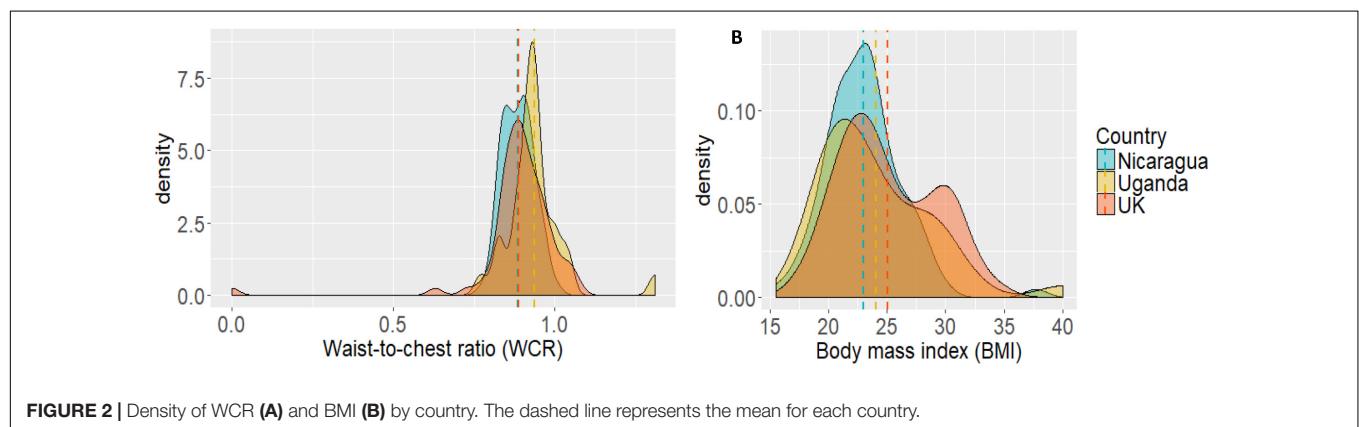 7.5
5.0
2.5
0.0
density
0.0 0.5 1.0
Waist-to-chest ratio (WCR)
B
0.10
0.05
0.00
density
15 20 25 30 35 40
Body mass index (BMI)
Country
Nicaragua
Uganda
UK
FIGURE 2 | Density of WCR (A) and BMI (B) by country. The dashed line represents the mean for each country.